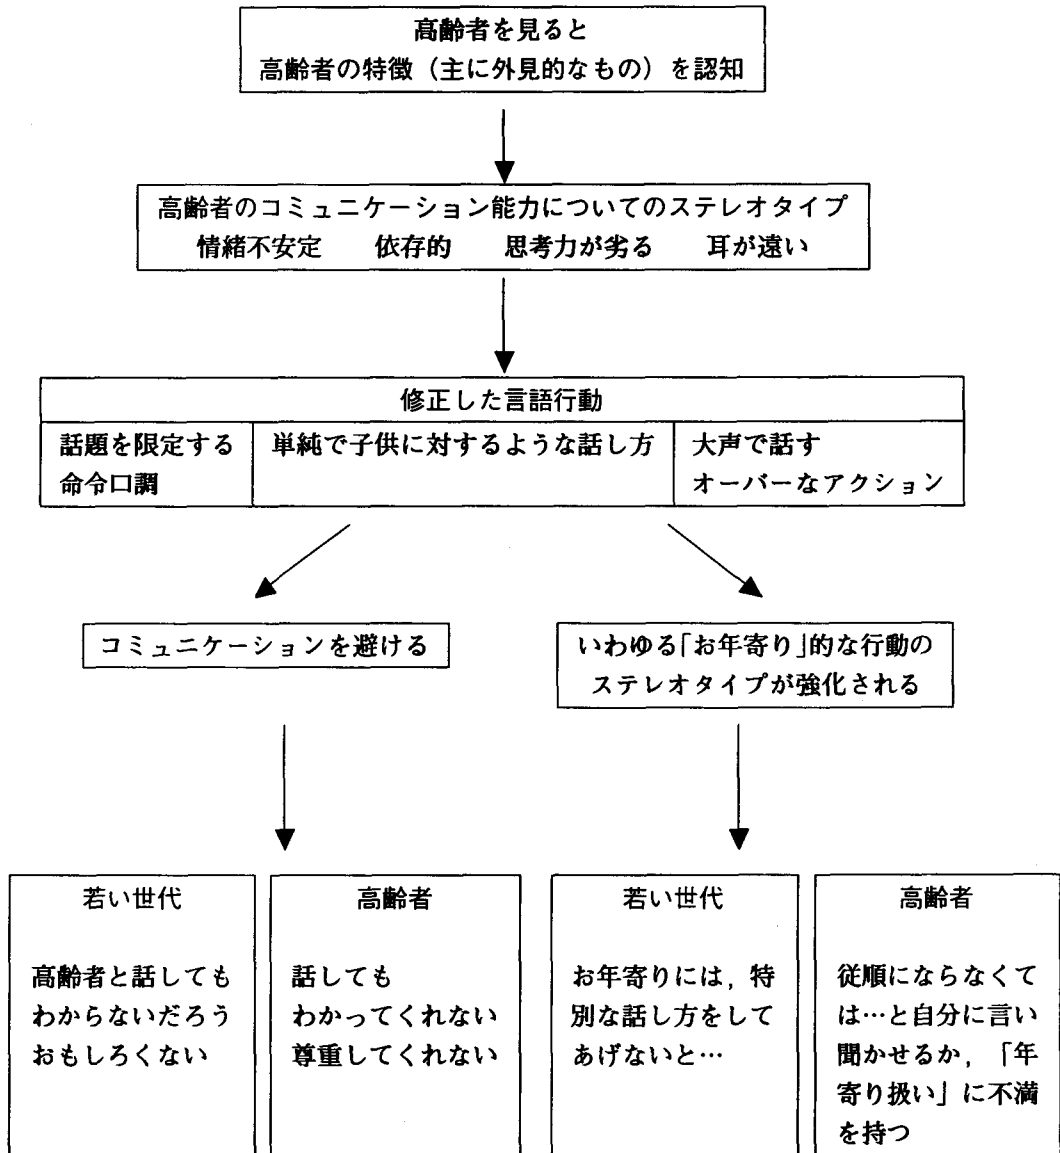 高齢者を見ると
高齢者の特徴（主に外見的なもの）を認知
高齢者のコミュニケーション能力についてのステレオタイプ
情緒不安定　依存的　思考力が劣る　耳が遠い
修正した言語行動
話題を限定する
命令口調
単純で子供に対するような話し方
大声で話す
オーバーなアクション
コミュニケーションを避ける
いわゆる「お年寄り」的な行動の
ステレオタイプが強化される
若い世代
高齢者と話しても
わからないだろう
おもしろくない
高齢者
話しても
わかってくれない
尊重してくれない
若い世代
お年寄りには，特
別な話し方をして
あげないと…
高齢者
従順にならなくて
は…と自分に言い
聞かせるか，「年
寄り扱い」に不満
を持つ